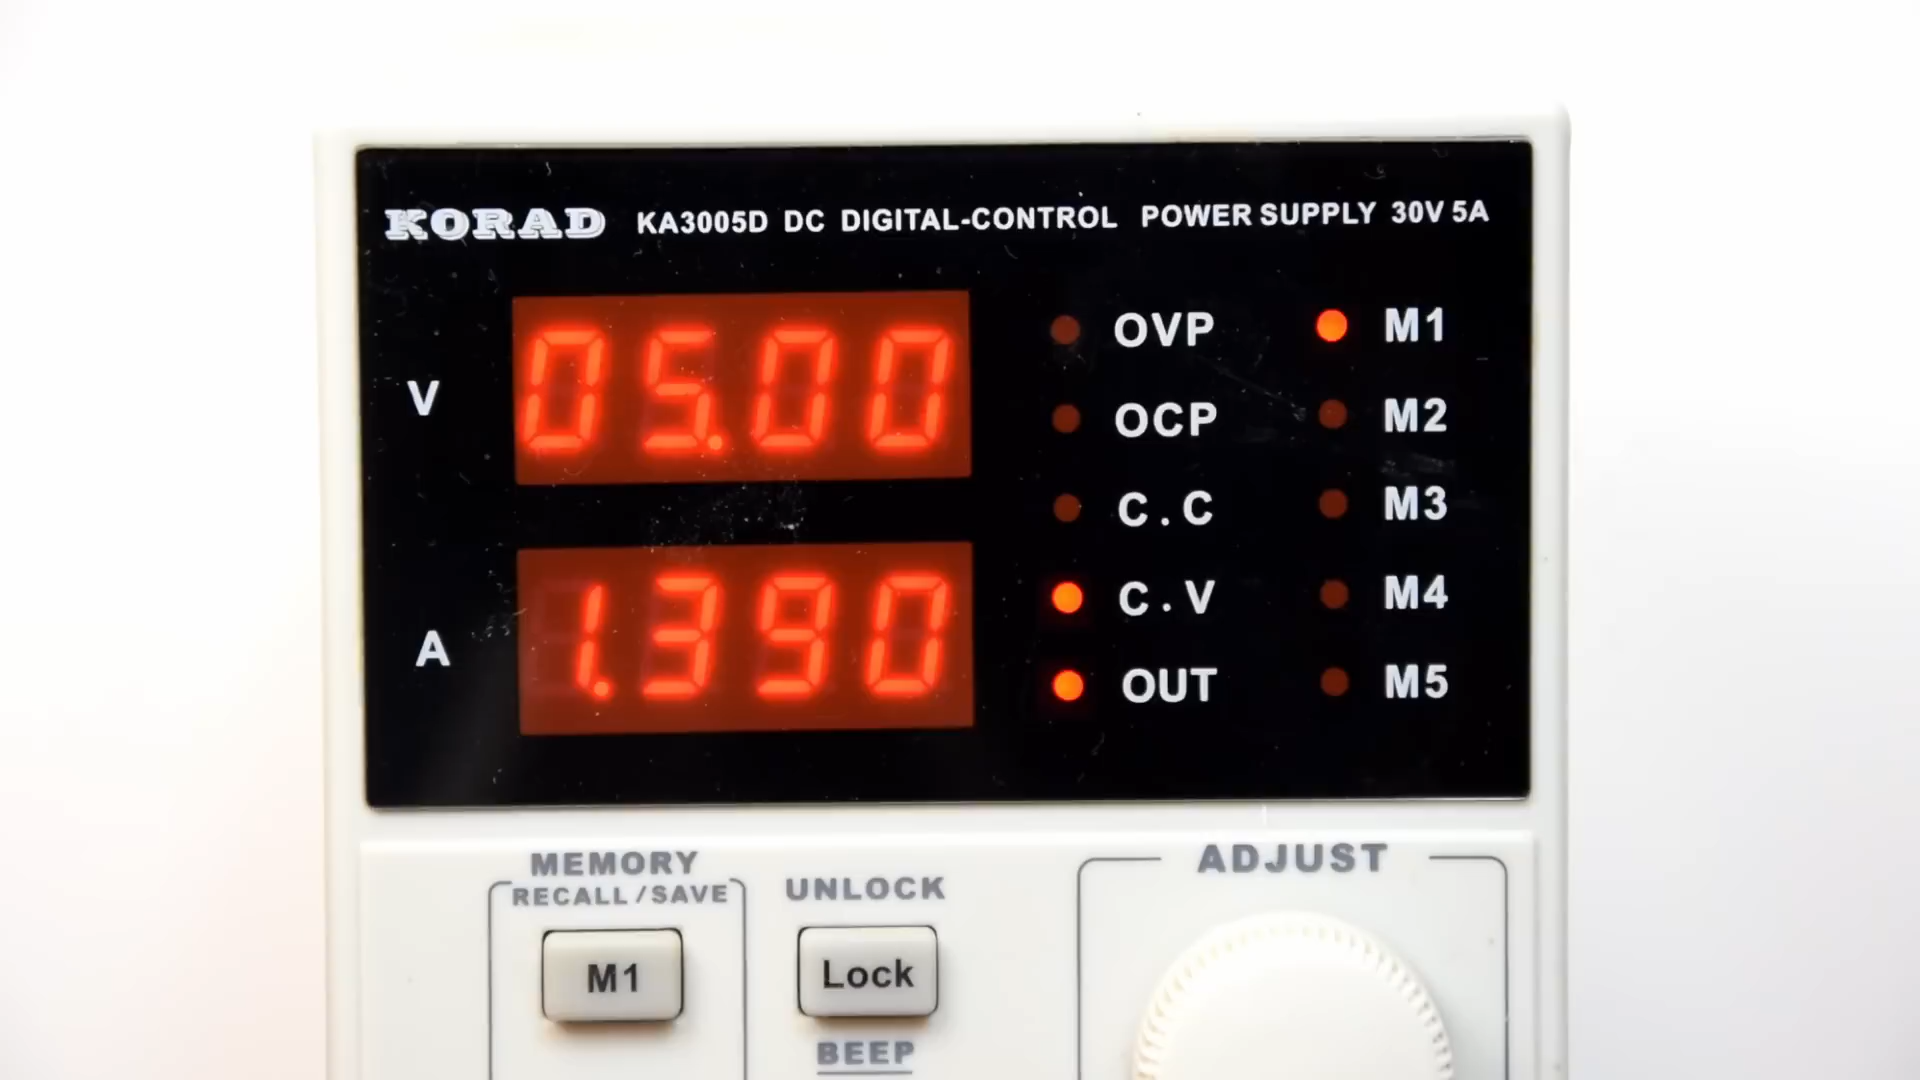 KORAD KA3005D DC DIGITAL-CONTROL POWER SUPPLY 30V 5A
V 05.00
A 1.390
OVP M1
OCP M2
C.C M3
C.V M4
OUT M5
MEMORY
RECALL/SAVE
M1
UNLOCK
Lock
BEEP
ADJUST